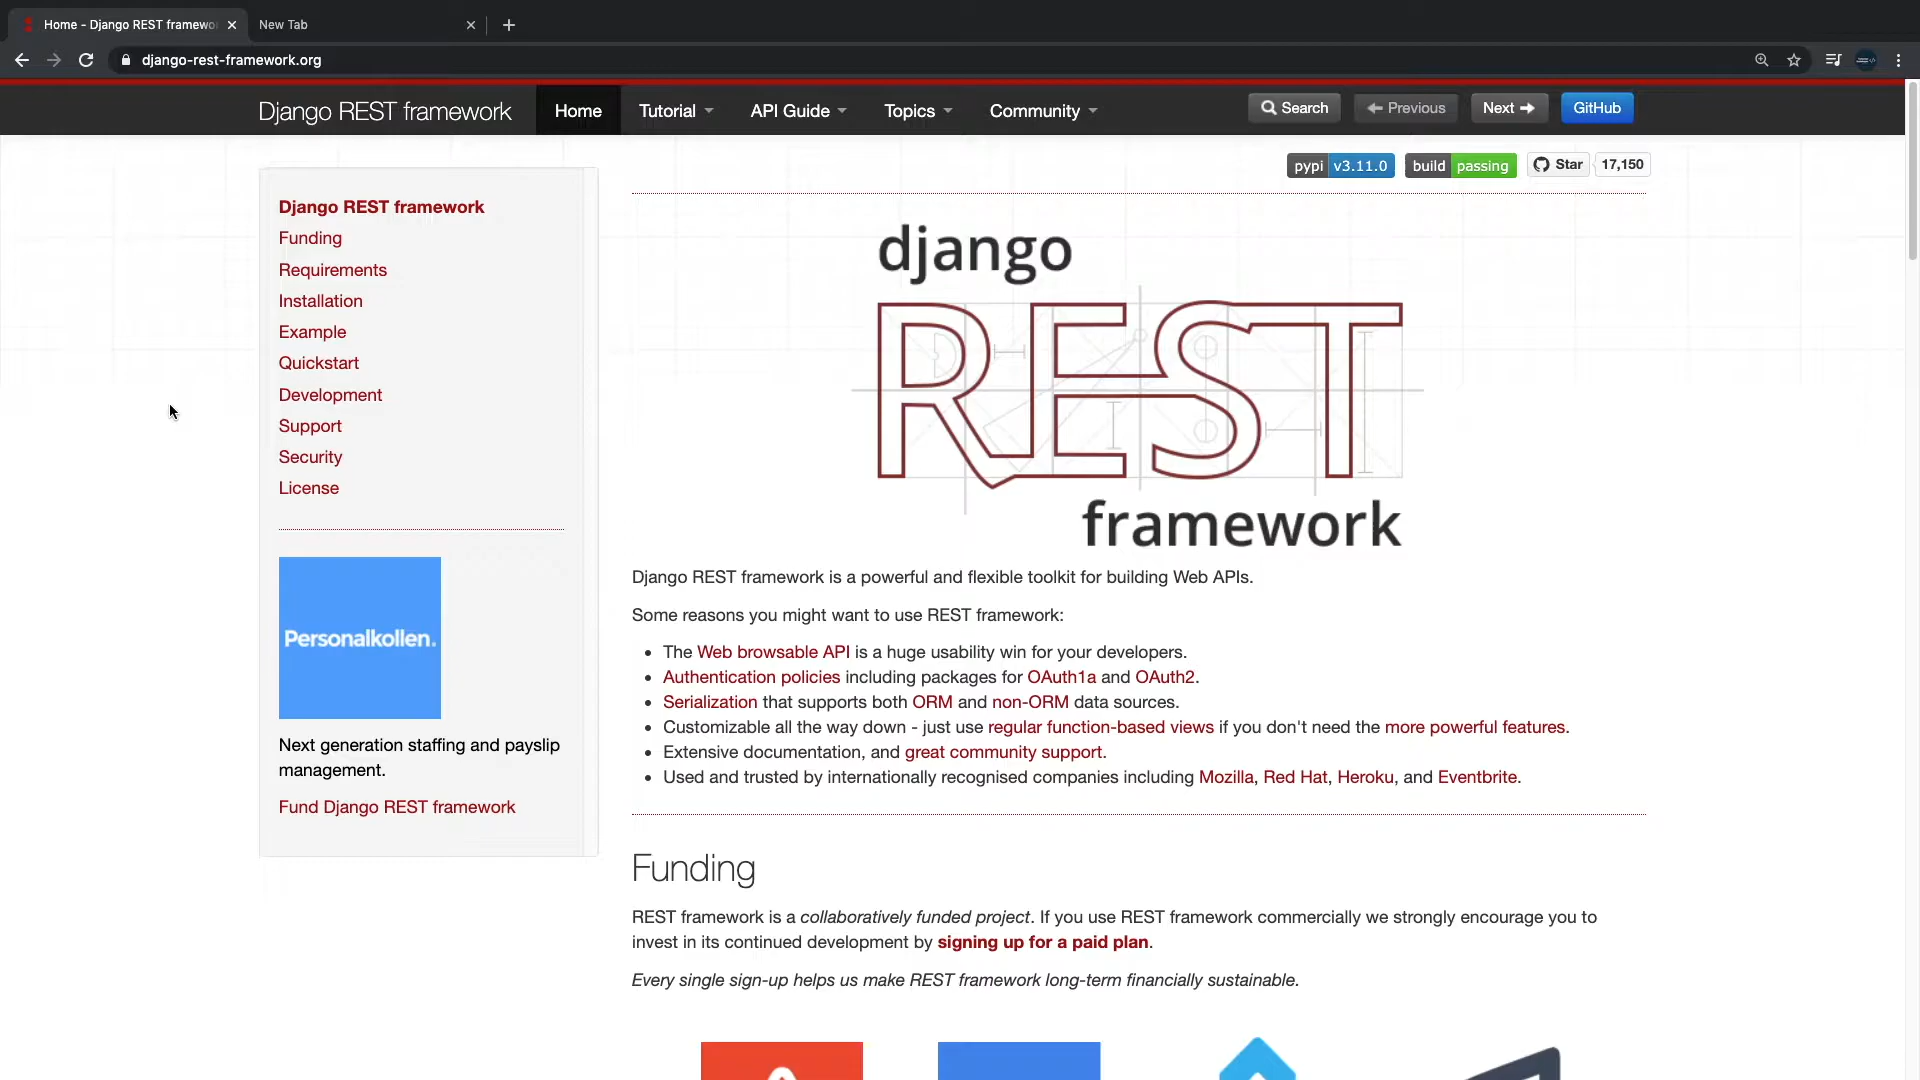 Home - Django REST framewo
New Tab
django-rest-framework.org
Django REST framework
Home
Tutorial
API Guide
Topics
Community
Search
Previous
Next
GitHub
pypi v3.11.0
build passing
Star
17,150
Django REST framework
Funding
Requirements
Installation
Example
Quickstart
Development
Support
Security
License
Personalkollen.
Next generation staffing and payslip
management.
Fund Django REST framework
django
REST
framework
Django REST framework is a powerful and flexible toolkit for building Web APIs.
Some reasons you might want to use REST framework:
• The Web browsable API is a huge usability win for your developers.
• Authentication policies including packages for OAuth1a and OAuth2.
• Serialization that supports both ORM and non-ORM data sources.
• Customizable all the way down - just use regular function-based views if you don't need the more powerful features.
• Extensive documentation, and great community support.
• Used and trusted by internationally recognised companies including Mozilla, Red Hat, Heroku, and Eventbrite.
Funding
REST framework is a collaboratively funded project. If you use REST framework commercially we strongly encourage you to
invest in its continued development by signing up for a paid plan.
Every single sign-up helps us make REST framework long-term financially sustainable.